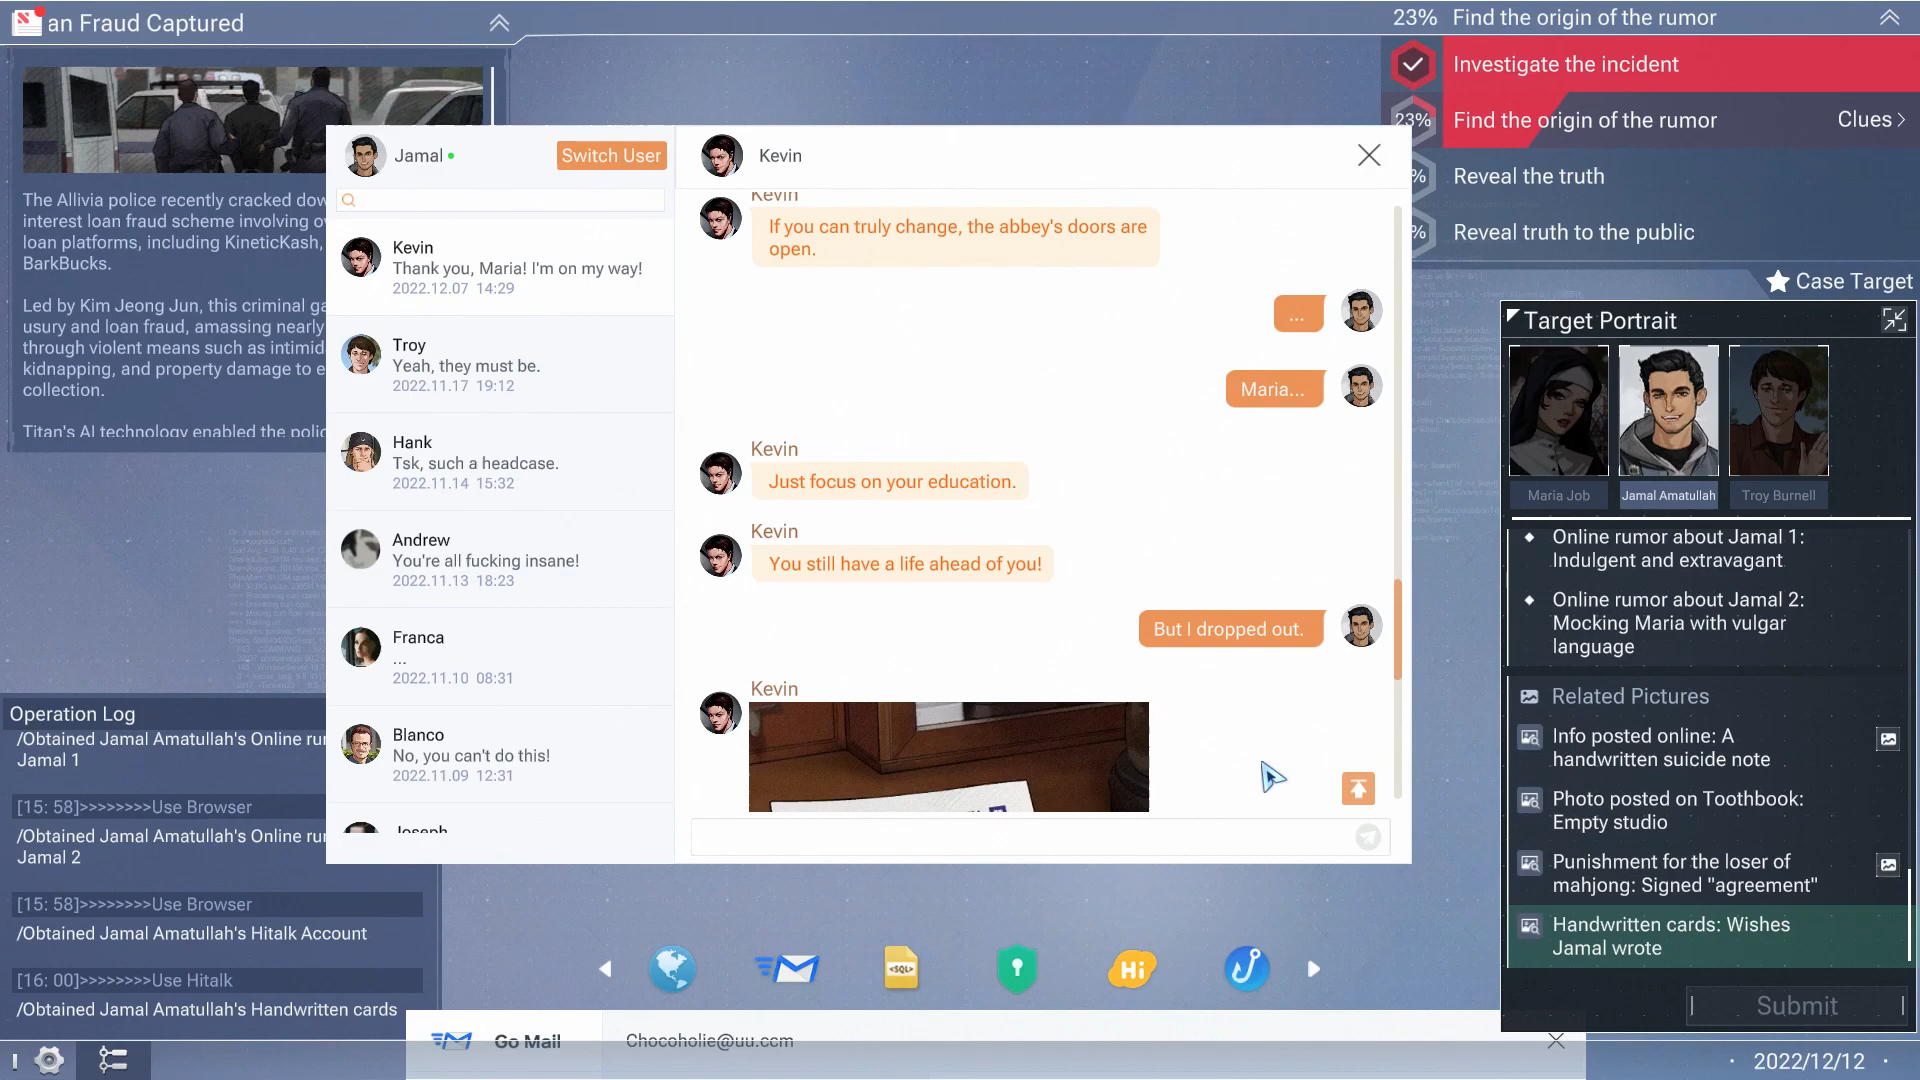 an Fraud Captured
The Allivia police recently cracked dow
interest loan fraud scheme involving o
loan platforms, including KineticKash,
BarkBucks.
Led by Kim Jeong Jun, this criminal ga
usury and loan fraud, amassing nearly
through violent means such as intimid
kidnapping, and property damage to e
collection.
Titan's AI technology enabled the polic
Operation Log
/Obtained Jamal Amatullah's Online rur
Jamal 1
[15: 58]>>>>>>>>Use Browser
/Obtained Jamal Amatullah's Online rur
Jamal 2
[15: 58]>>>>>>>>Use Browser
/Obtained Jamal Amatullah's Hitalk Account
[16: 00]>>>>>>>>Use Hitalk
/Obtained Jamal Amatullah's Handwritten cards
Jamal
Switch User
Kevin
Thank you, Maria! I'm on my way!
2022.12.07 14:29
Troy
Yeah, they must be.
2022.11.17 19:12
Hank
Tsk, such a headcase.
2022.11.14 15:32
Andrew
You're all fucking insane!
2022.11.13 18:23
Franca
...
2022.11.10 08:31
Blanco
No, you can't do this!
2022.11.09 12:31
Joseph
Kevin
Kevin
If you can truly change, the abbey's doors are
open.
...
Maria...
Kevin
Just focus on your education.
Kevin
You still have a life ahead of you!
But I dropped out.
Kevin
23% Find the origin of the rumor
Investigate the incident
23% Find the origin of the rumor Clues
% Reveal the truth
% Reveal truth to the public
Case Target
Target Portrait
Maria Job
Jamal Amatullah
Troy Burnell
Online rumor about Jamal 1:
Indulgent and extravagant
Online rumor about Jamal 2:
Mocking Maria with vulgar
language
Related Pictures
Info posted online: A
handwritten suicide note
Photo posted on Toothbook:
Empty studio
Punishment for the loser of
mahjong: Signed "agreement"
Handwritten cards: Wishes
Jamal wrote
Submit
<SQL>
Hi
Go Mail
Chocoholie@uu.ccm
2022/12/12